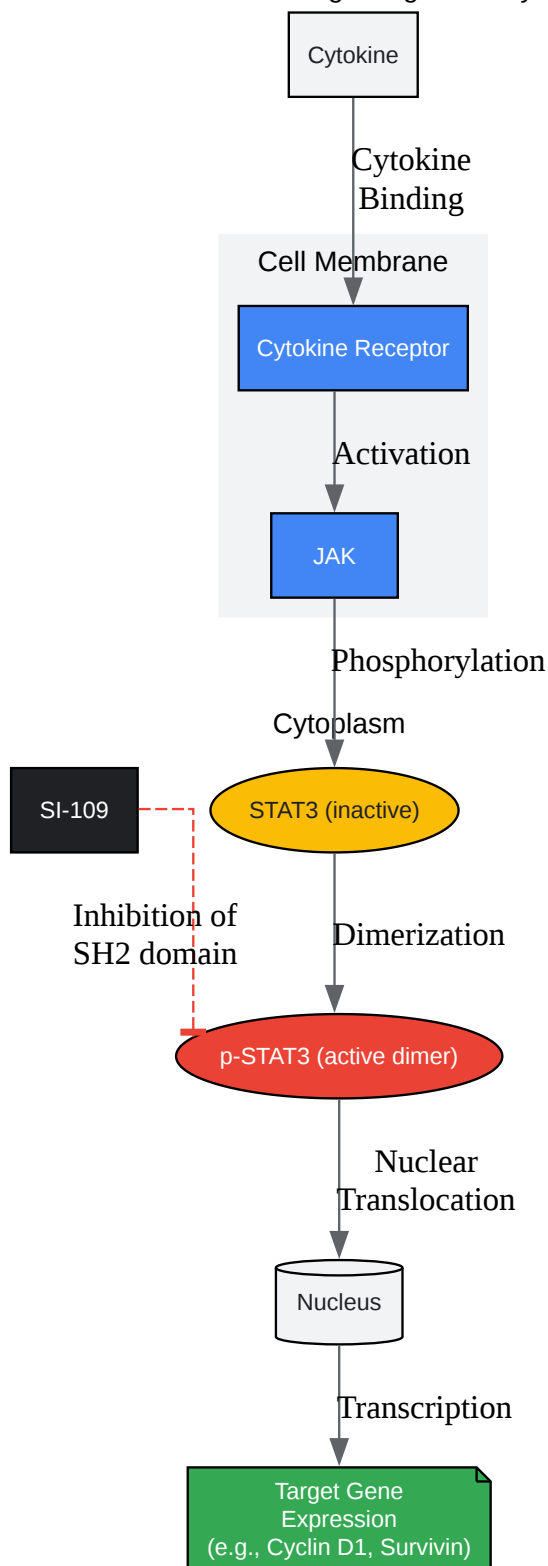 Cytokine
Cytokine
Binding
Cell Membrane
Cytokine Receptor
Activation
JAK
Phosphorylation
Cytoplasm
SI-109
STAT3 (inactive)
Inhibition of
SH2 domain
Dimerization
p-STAT3 (active dimer)
Nuclear
Translocation
Nucleus
Transcription
Target Gene
Expression
(e.g., Cyclin D1, Survivin)